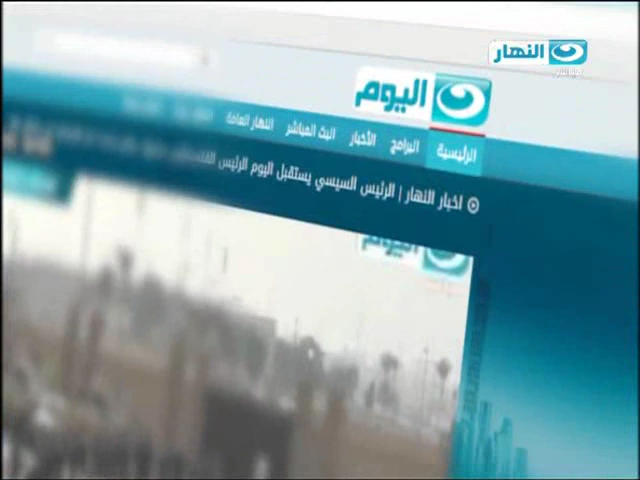 النهار
اليوم
الرئيسية البرامج الأخبار البث المباشر النهار العامة
اخبار النهار | الرئيس السيسي يستقبل اليوم الرئيس
اليوم